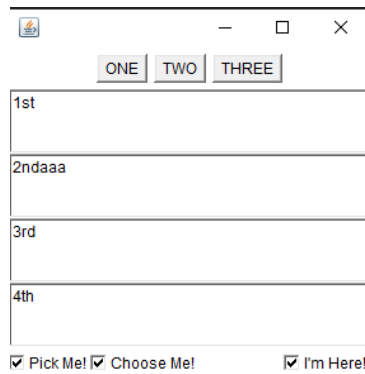 ONE TWO THREE
1st
2ndaaa
3rd
4th
Pick Me! Choose Me! I'm Here!